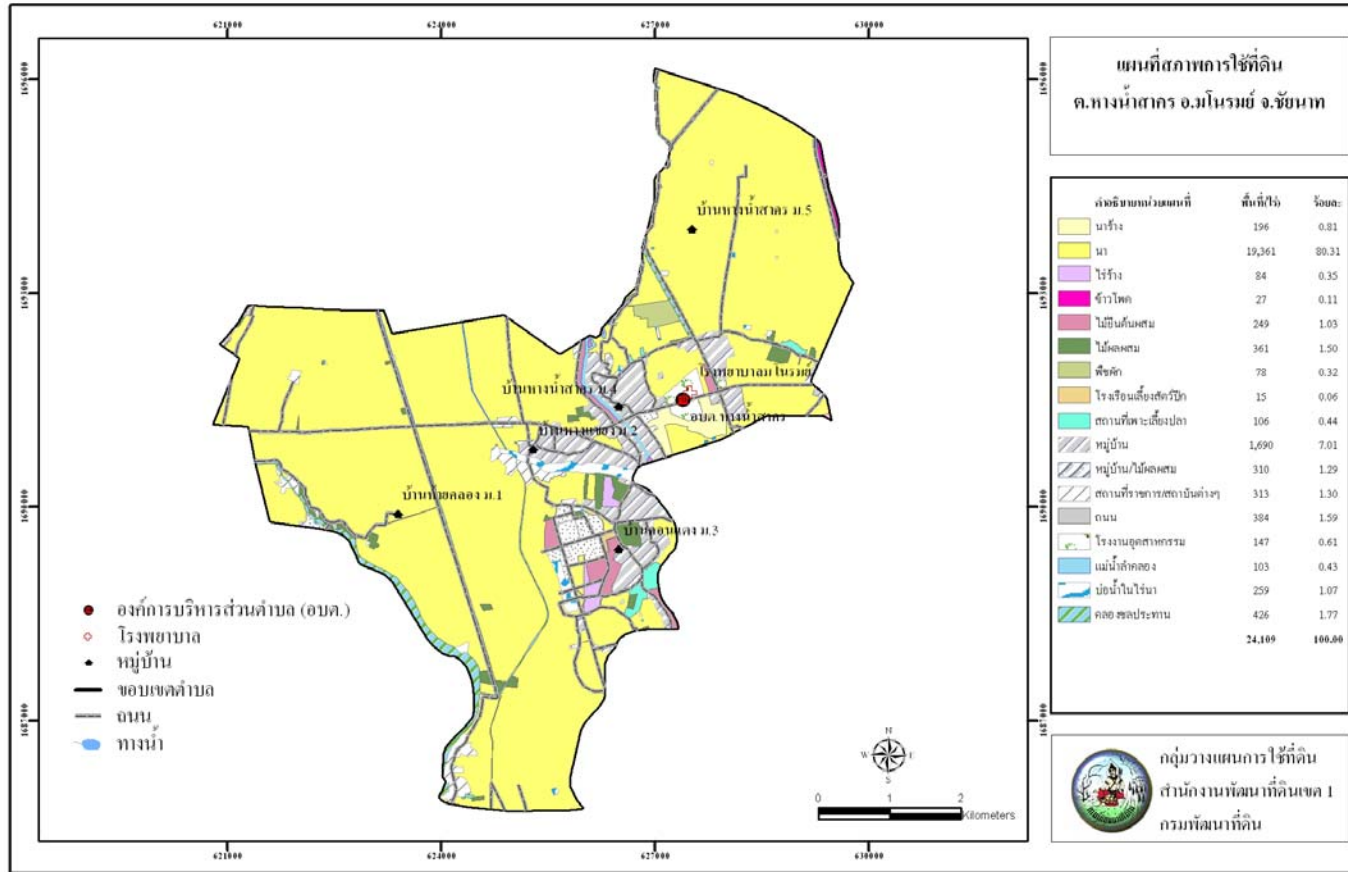 621000
624000
627000
630000
1696000
1696000
แผนที่สภาพการใช้ที่ดิน
ต.หางน้ำสาคร อ.มโนรมย์ จ.ชัยนาท
คำอธิบายหน่วยแผนที่ พื้นที่(ไร่) ร้อยละ
นาร้าง 196 0.81
นา 19,361 80.31
ไร่ร้าง 84 0.35
ข้าวโพด 27 0.11
ไม้ยืนต้นผสม 249 1.03
ไม้ผลผสม 361 1.50
พืชผัก 78 0.32
โรงเรือนเลี้ยงสัตว์ปีก 15 0.06
สถานที่เพาะเลี้ยงปลา 106 0.44
หมู่บ้าน 1,690 7.01
หมู่บ้าน/ไม้ผลผสม 310 1.29
สถานที่ราชการ/สถาบันต่างๆ 313 1.30
ถนน 384 1.59
โรงงานอุตสาหกรรม 147 0.61
แม่น้ำลำคลอง 103 0.43
บ่อน้ำในไร่นา 259 1.07
คลองชลประทาน 426 1.77
24,109 100.00
บ้านหางน้ำสาคร ม.5
1693000
1693000
โรงพยาบาลมโนรมย์
บ้านหางน้ำสาคร ม.4
อบต.หางน้ำสาคร
ม.2
บ้านท้ายคลอง ม.1
1690000
1690000
บ้านดอนแตง ม.3
องค์การบริหารส่วนตำบล (อบต.)
โรงพยาบาล
หมู่บ้าน
ขอบเขตตำบล
ถนน
ทางน้ำ
1687000
1687000
N
W E
S
0 1 2
Kilometers
กลุ่มวางแผนการใช้ที่ดิน
สำนักงานพัฒนาที่ดินเขต 1
กรมพัฒนาที่ดิน
621000
624000
627000
630000